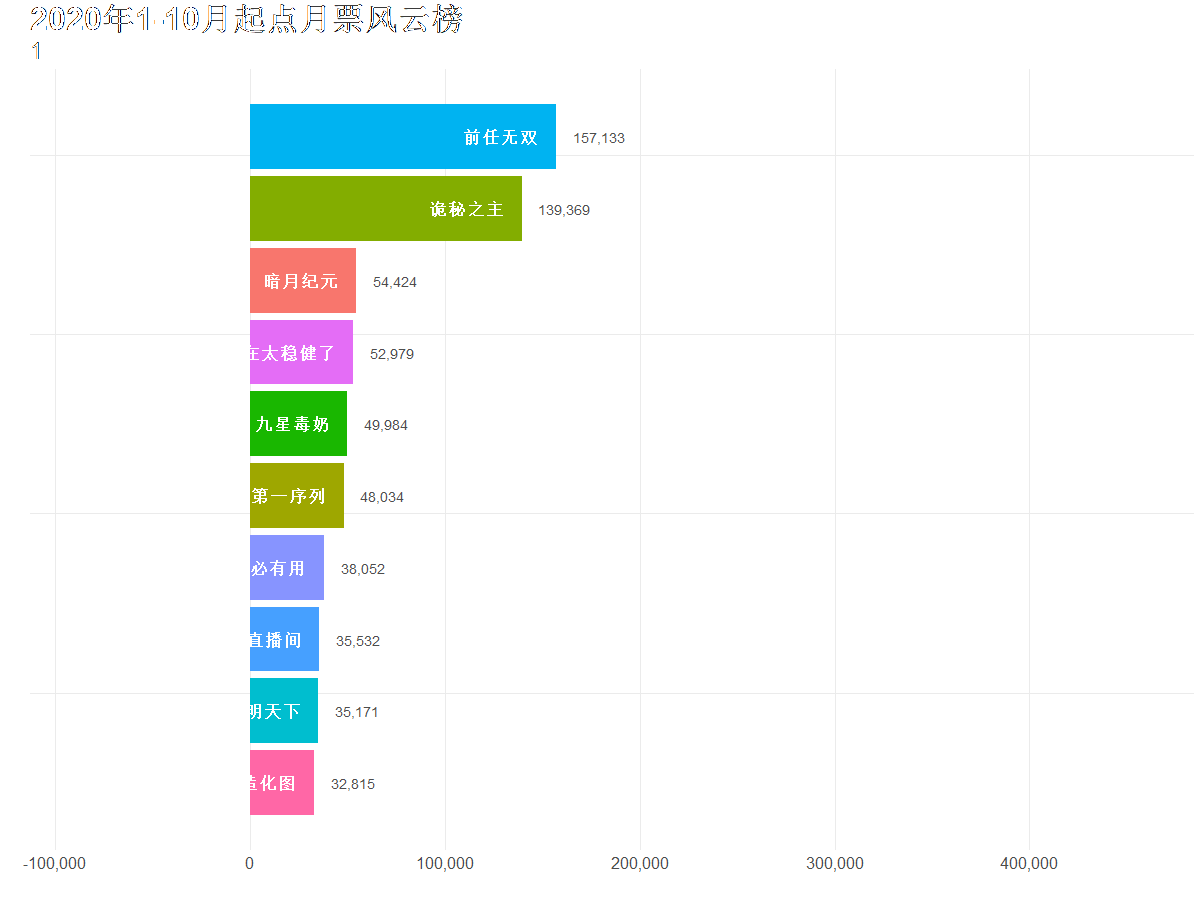 2020年1-10月起点月票风云榜
1
前任无双 157,133
诡秘之主 139,369
暗月纪元 54,424
在太稳健了 52,979
九星毒奶 49,984
第一序列 48,034
必有用 38,052
直播间 35,532
明天下 35,171
造化图 32,815
-100,000 0 100,000 200,000 300,000 400,000